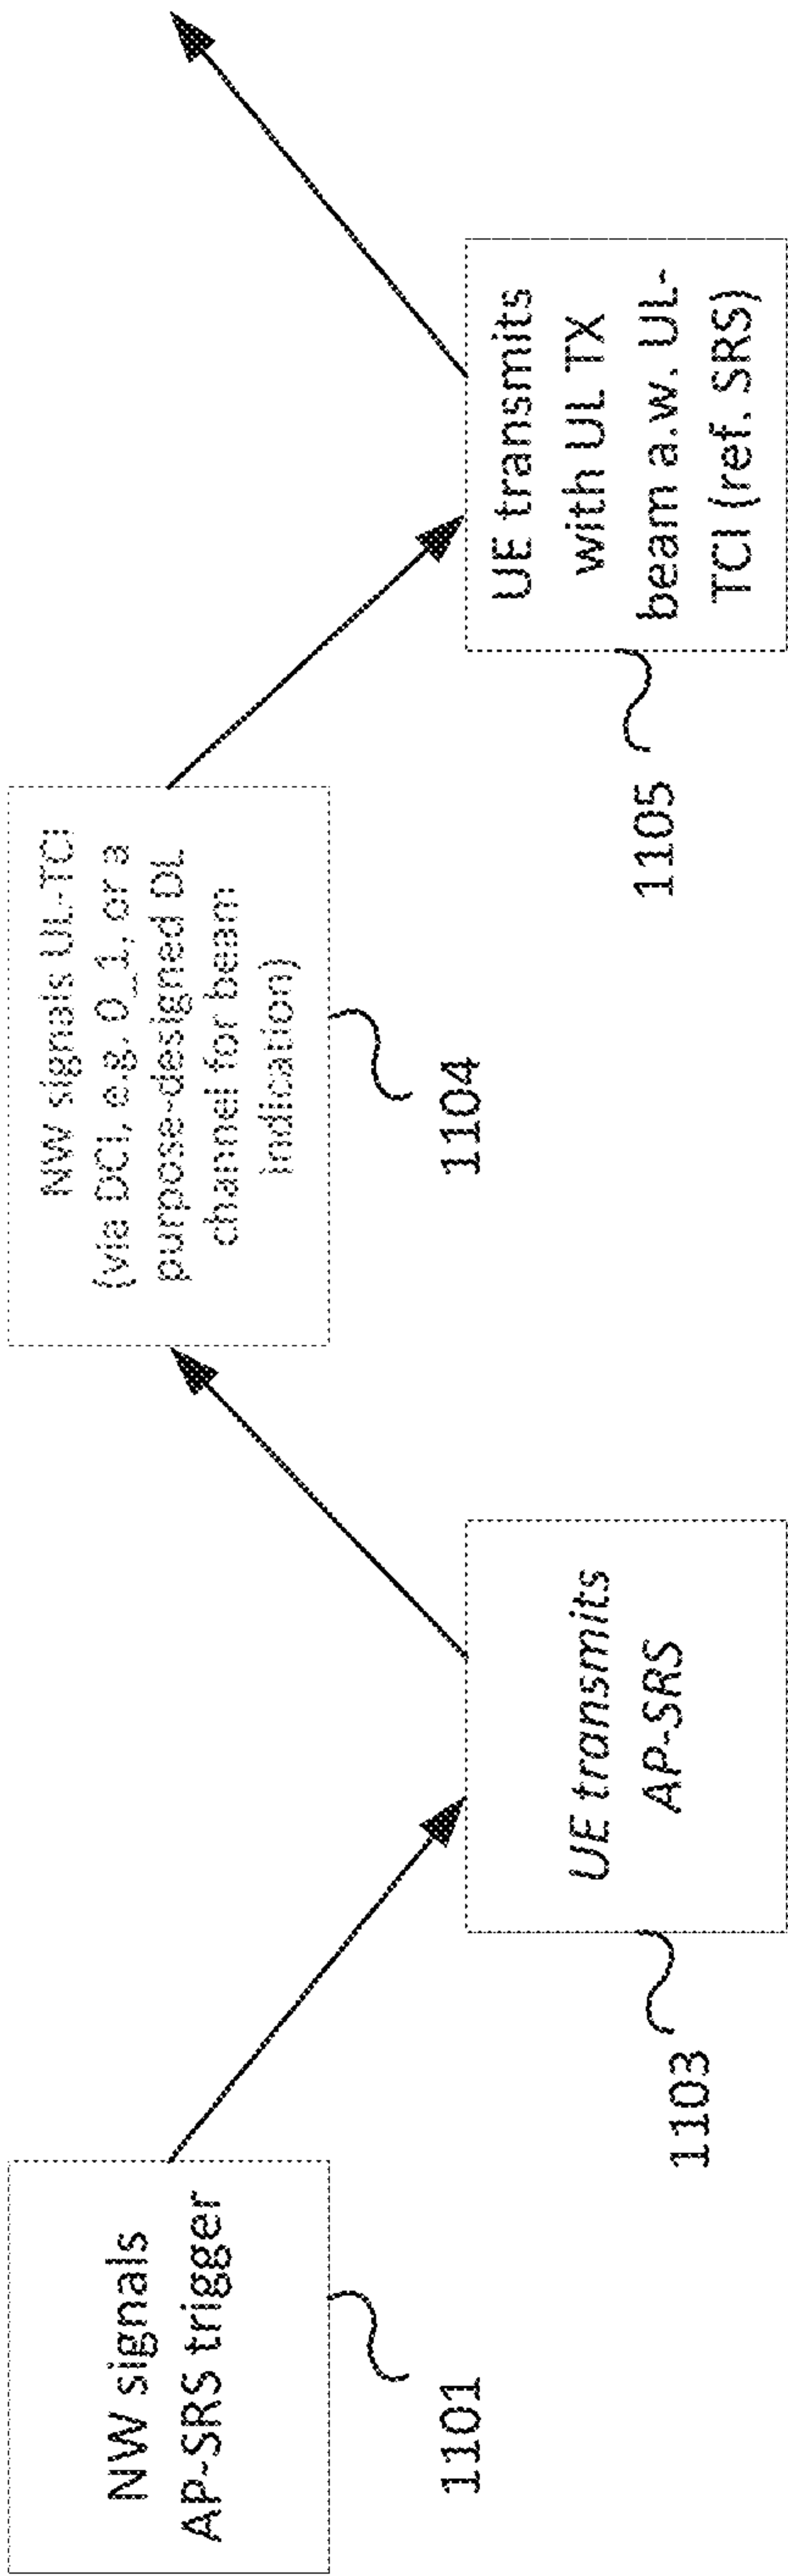 NW signals
AP-SRS trigger
1101
UE transmits
AP-SRS
1103
NW signals UL-TCI
(via DCI, e.g. 0_1, or a
purpose-designed DL
channel for beam
indication)
1104
UE transmits
with UL TX
beam a.w. UL-
TCI (ref. SRS)
1105